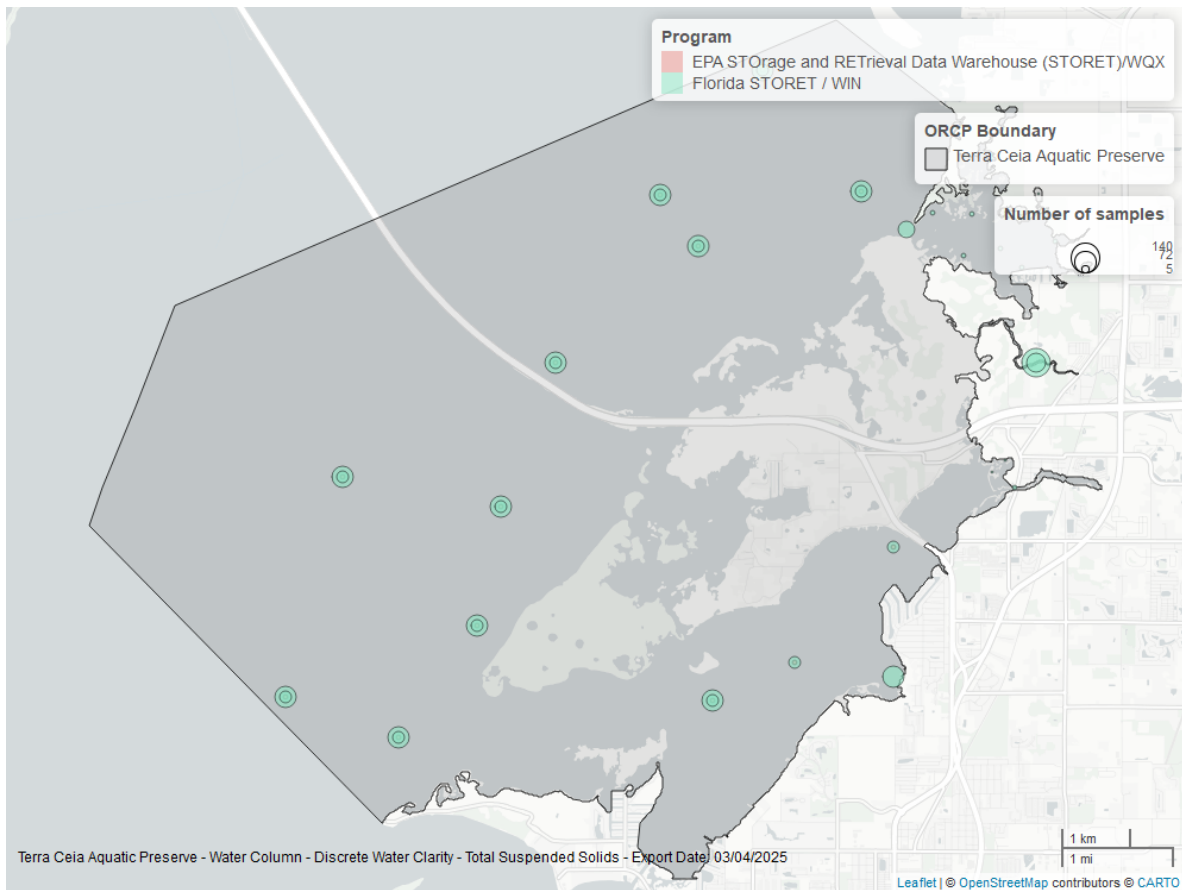 Program
EPA STOrage and RETrieval Data Warehouse (STORET)/WQX
Florida STORET / WIN
ORCP Boundary
Terra Ceia Aquatic Preserve
Number of samples
140
72
5
1 km
1 mi
Terra Ceia Aquatic Preserve - Water Column - Discrete Water Clarity - Total Suspended Solids - Export Date: 03/04/2025
Leaflet | © OpenStreetMap contributors © CARTO